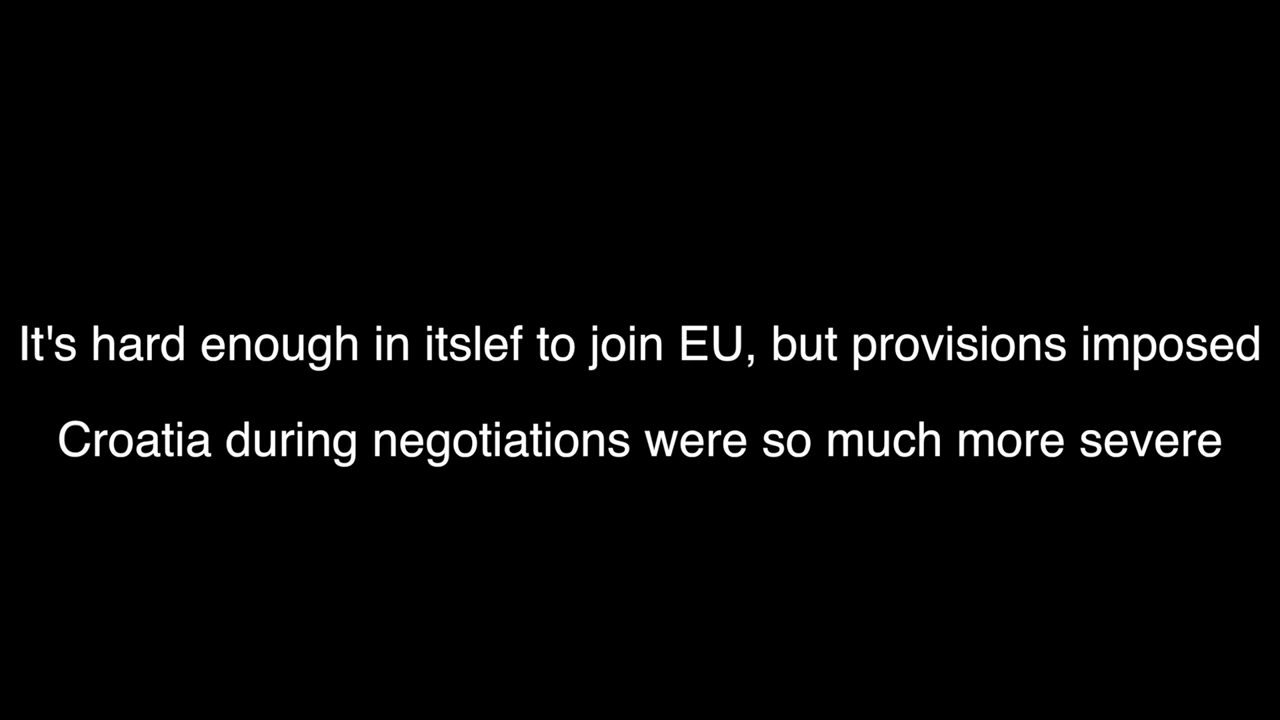 It's hard enough in itslef to join EU, but provisions imposed
Croatia during negotiations were so much more severe